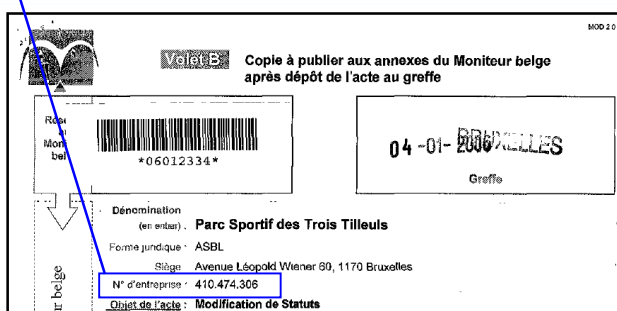 MOD 2.0
Volet B
Copie à publier aux annexes du Moniteur belge
après dépôt de l'acte au greffe
*06012334*
BRUXELLES
04-01-2006
Greffe
Dénomination
(en entier) : Parc Sportif des Trois Tilleuls
Forme juridique : ASBL
Siège Avenue Léopold Wiener 60, 1170 Bruxelles
N° d'entreprise : 410.474.306
Objet de l'acte : Modification de Statuts
belge